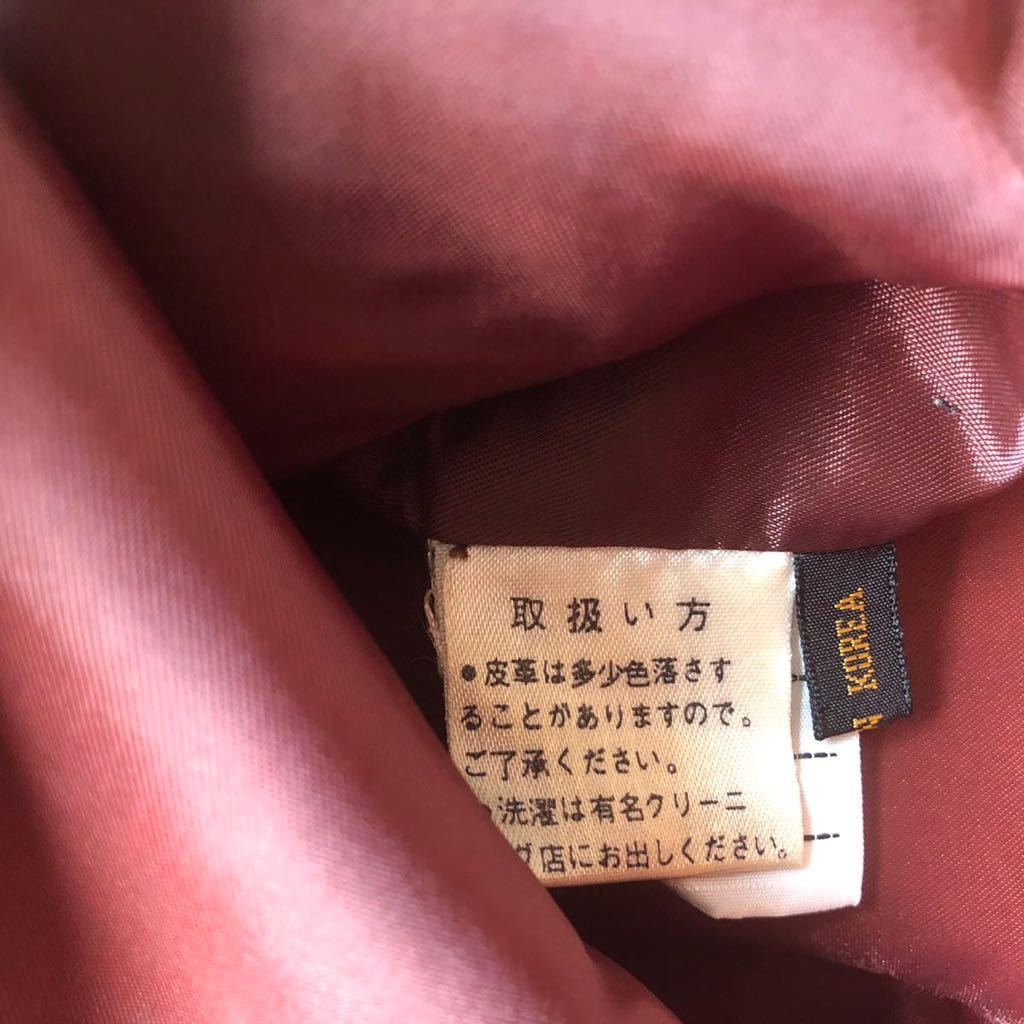 取扱い方
●皮革は多少色落さす
ることがありますので。
ご了承ください。
●洗濯は有名クリーニ
グ店にお出しください。
KOREA